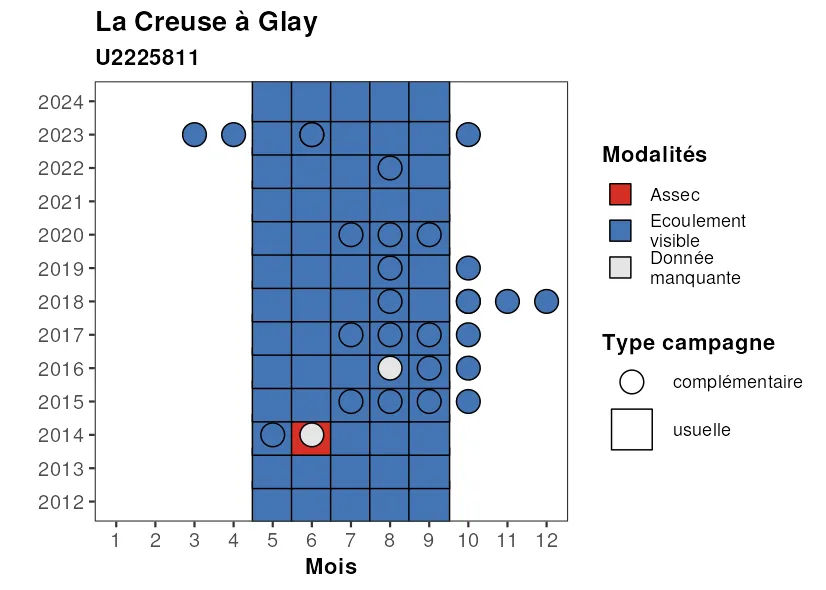 La Creuse à Glay
U2225811
2024
2023
2022
2021
2020
2019
2018
2017
2016
2015
2014
2013
2012
1 2 3 4 5 6 7 8 9 10 11 12
Mois
Modalités
Assec
Ecoulement
visible
Donnée
manquante
Type campagne
complémentaire
usuelle